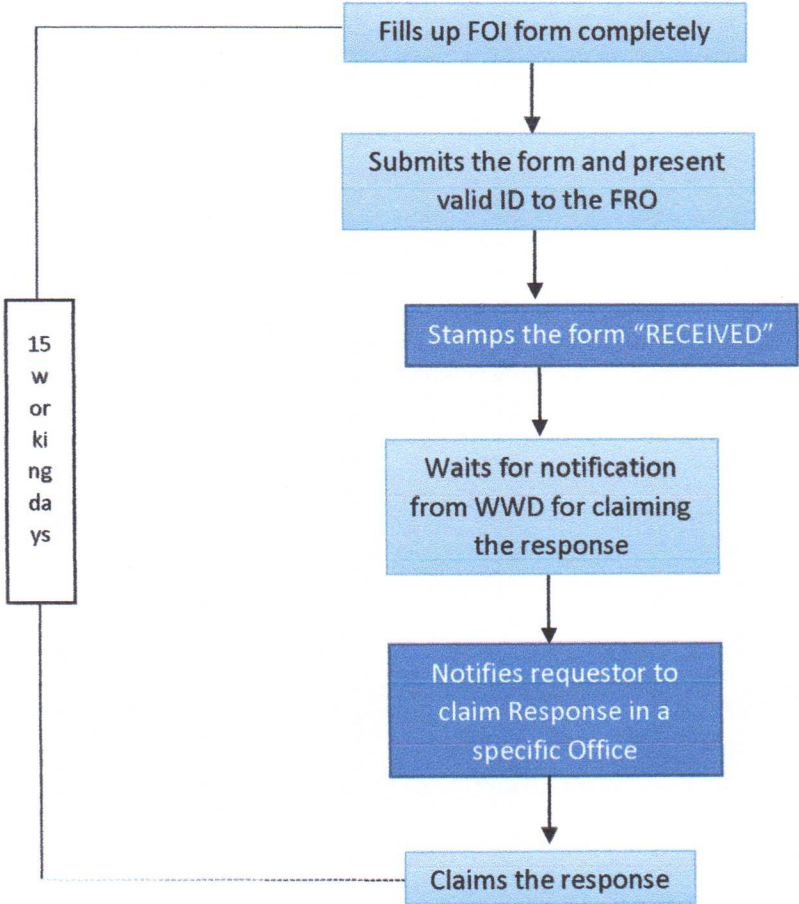 Fills up FOI form completely
Submits the form and present
valid ID to the FRO
Stamps the form “RECEIVED”
15
w
or
ki
ng
da
ys
Waits for notification
from WWD for claiming
the response
Notifies requestor to
claim Response in a
specific Office
Claims the response